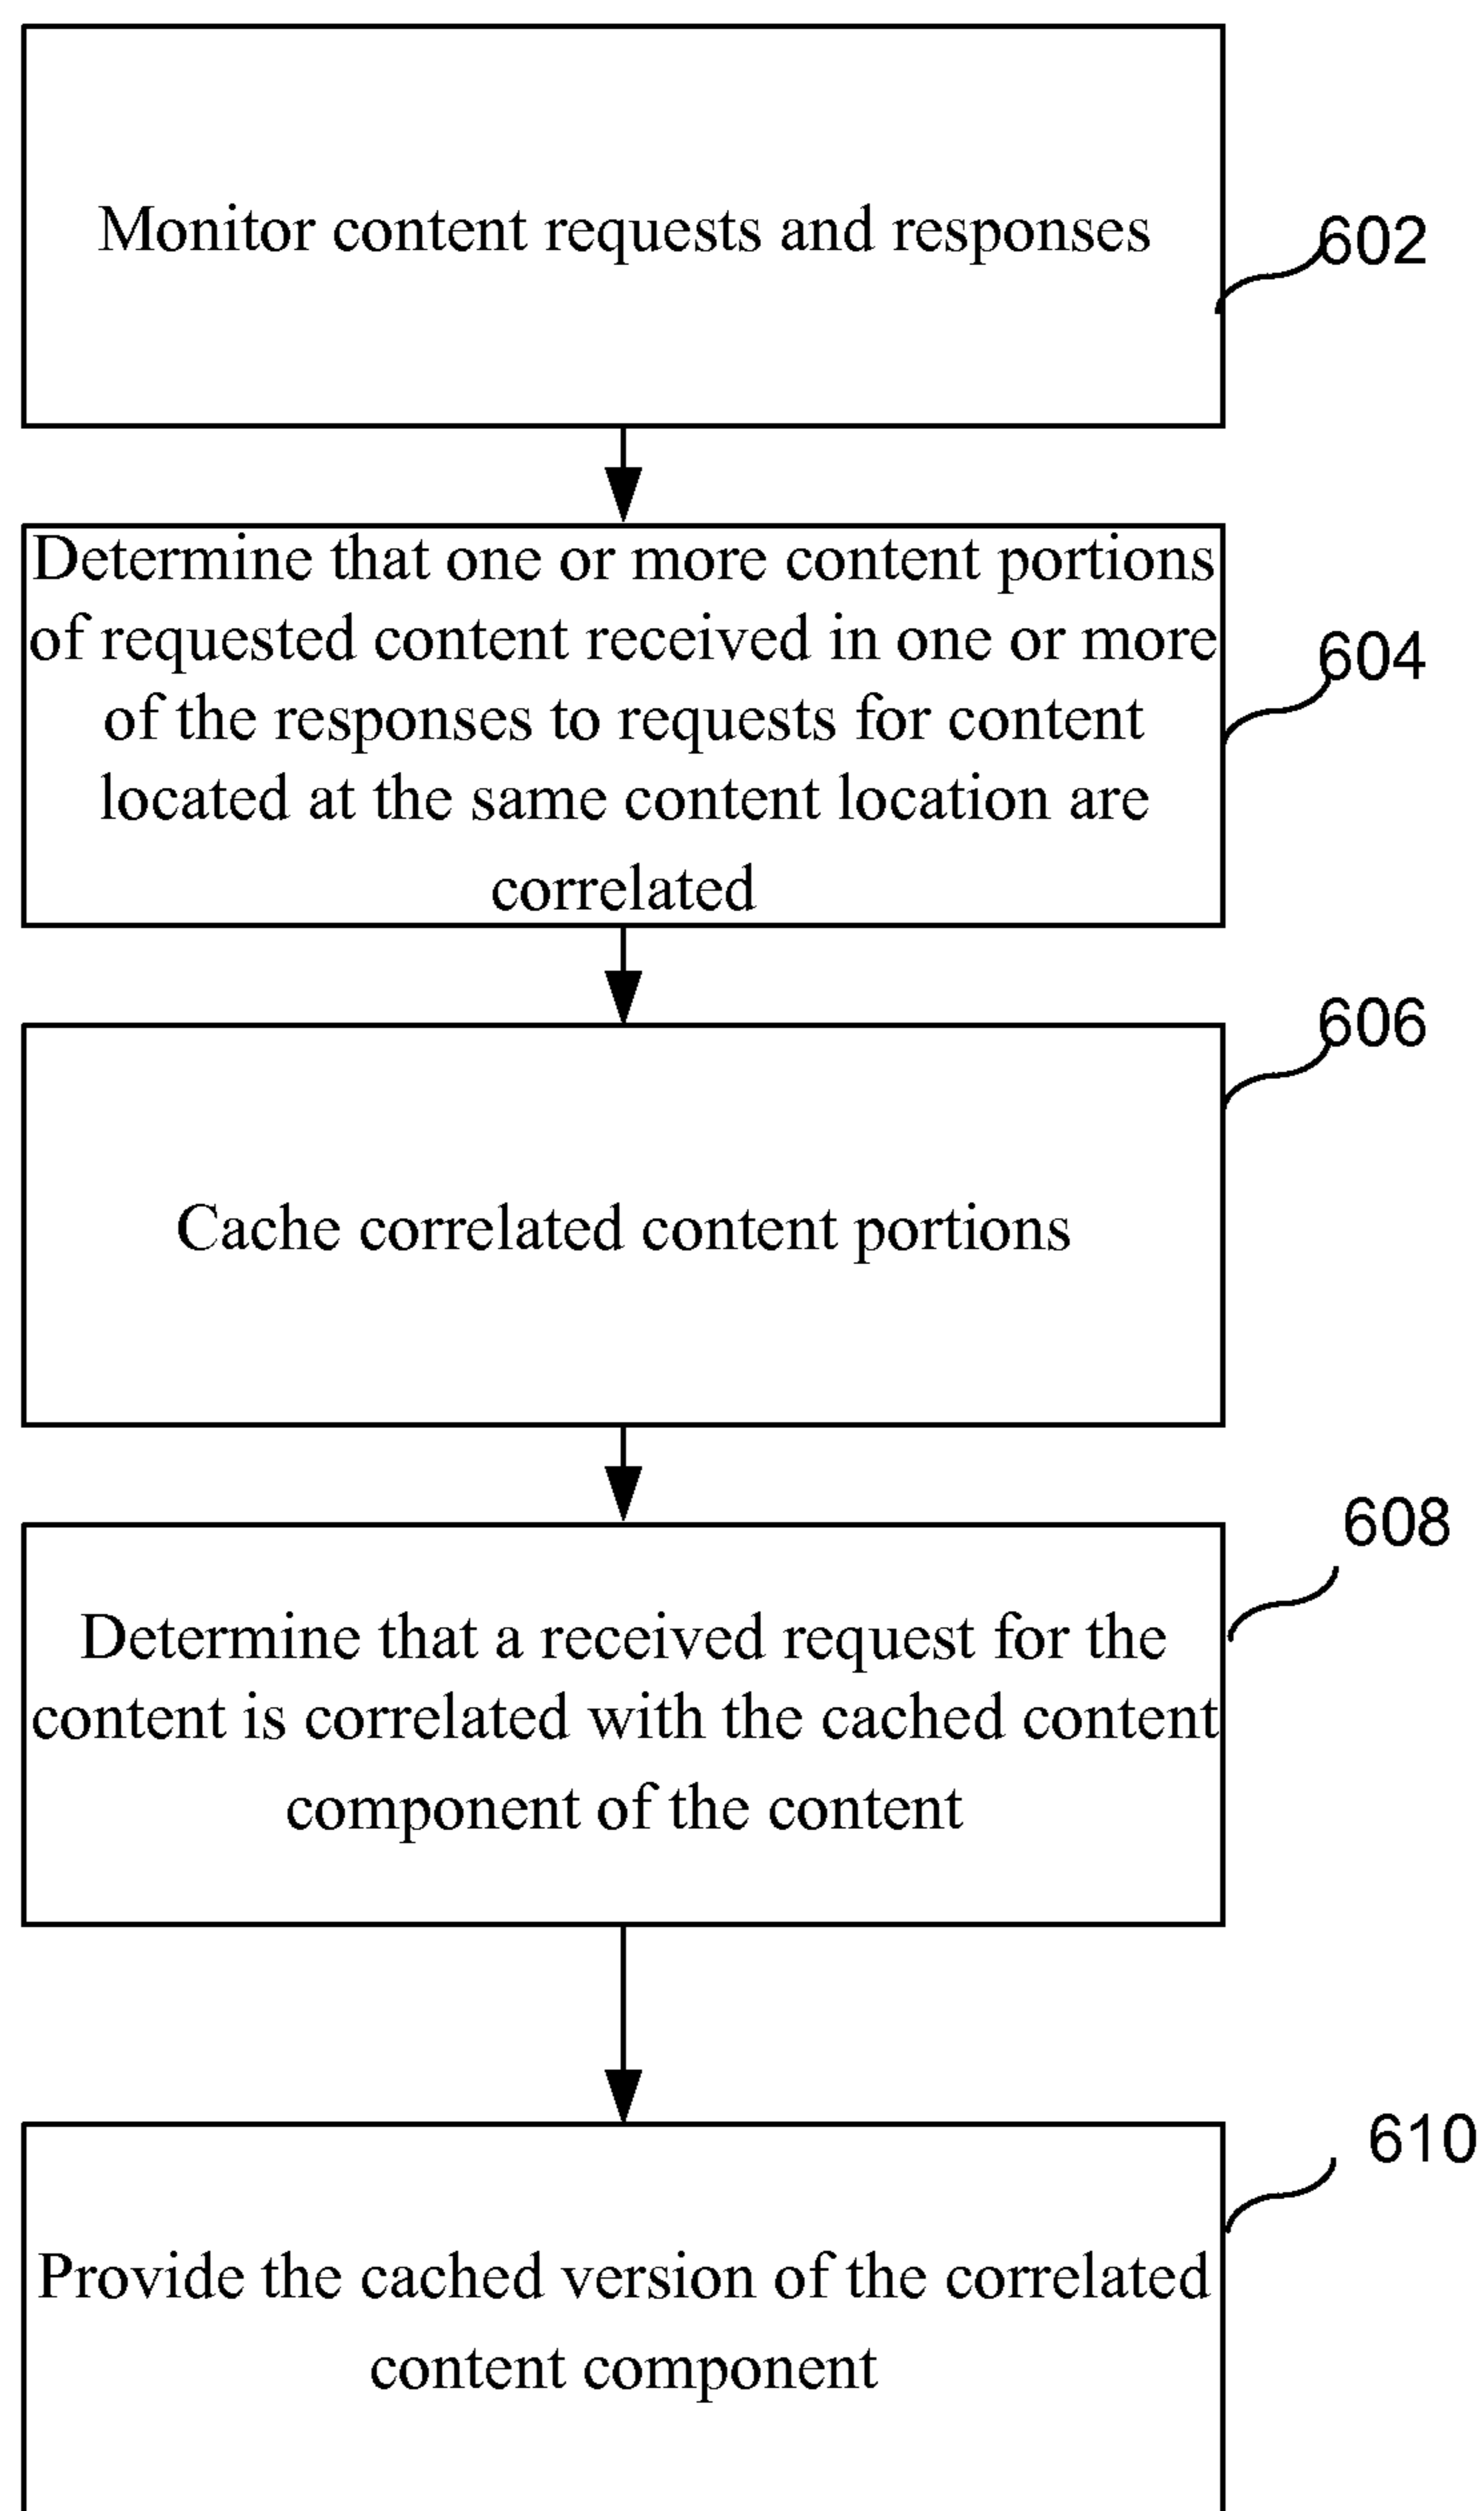 Monitor content requests and responses
602
Determine that one or more content portions
of requested content received in one or more
of the responses to requests for content
located at the same content location are
correlated
604
606
Cache correlated content portions
608
Determine that a received request for the
content is correlated with the cached content
component of the content
610
Provide the cached version of the correlated
content component